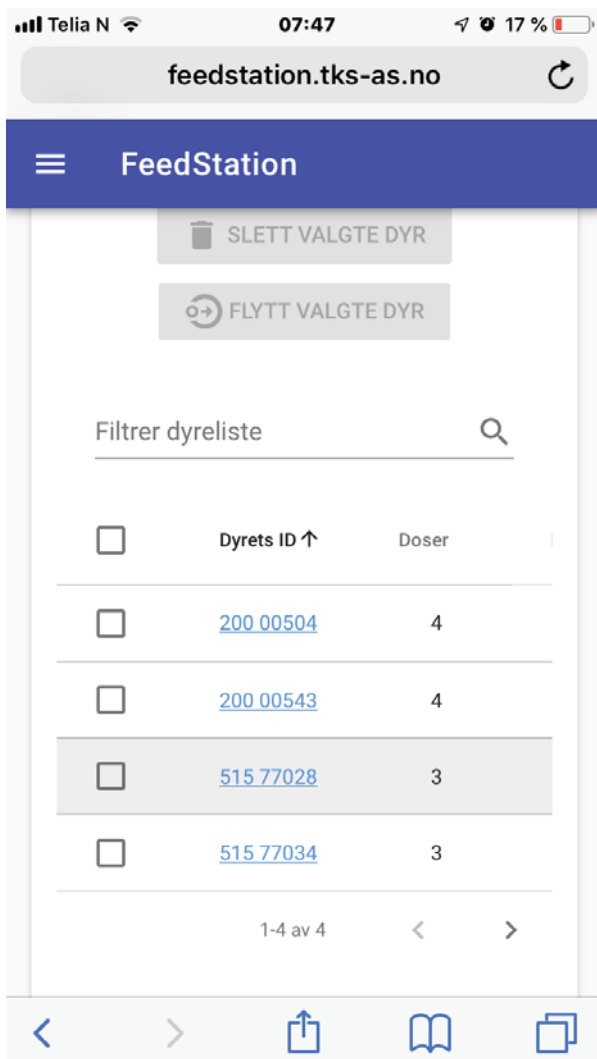 Telia N 07:47 17 %
feedstation.tks-as.no
FeedStation
SLETT VALGTE DYR
FLYTT VALGTE DYR
Filtrer dyreliste
Dyrets ID Doser
200 00504 4
200 00543 4
515 77028 3
515 77034 3
1-4 av 4